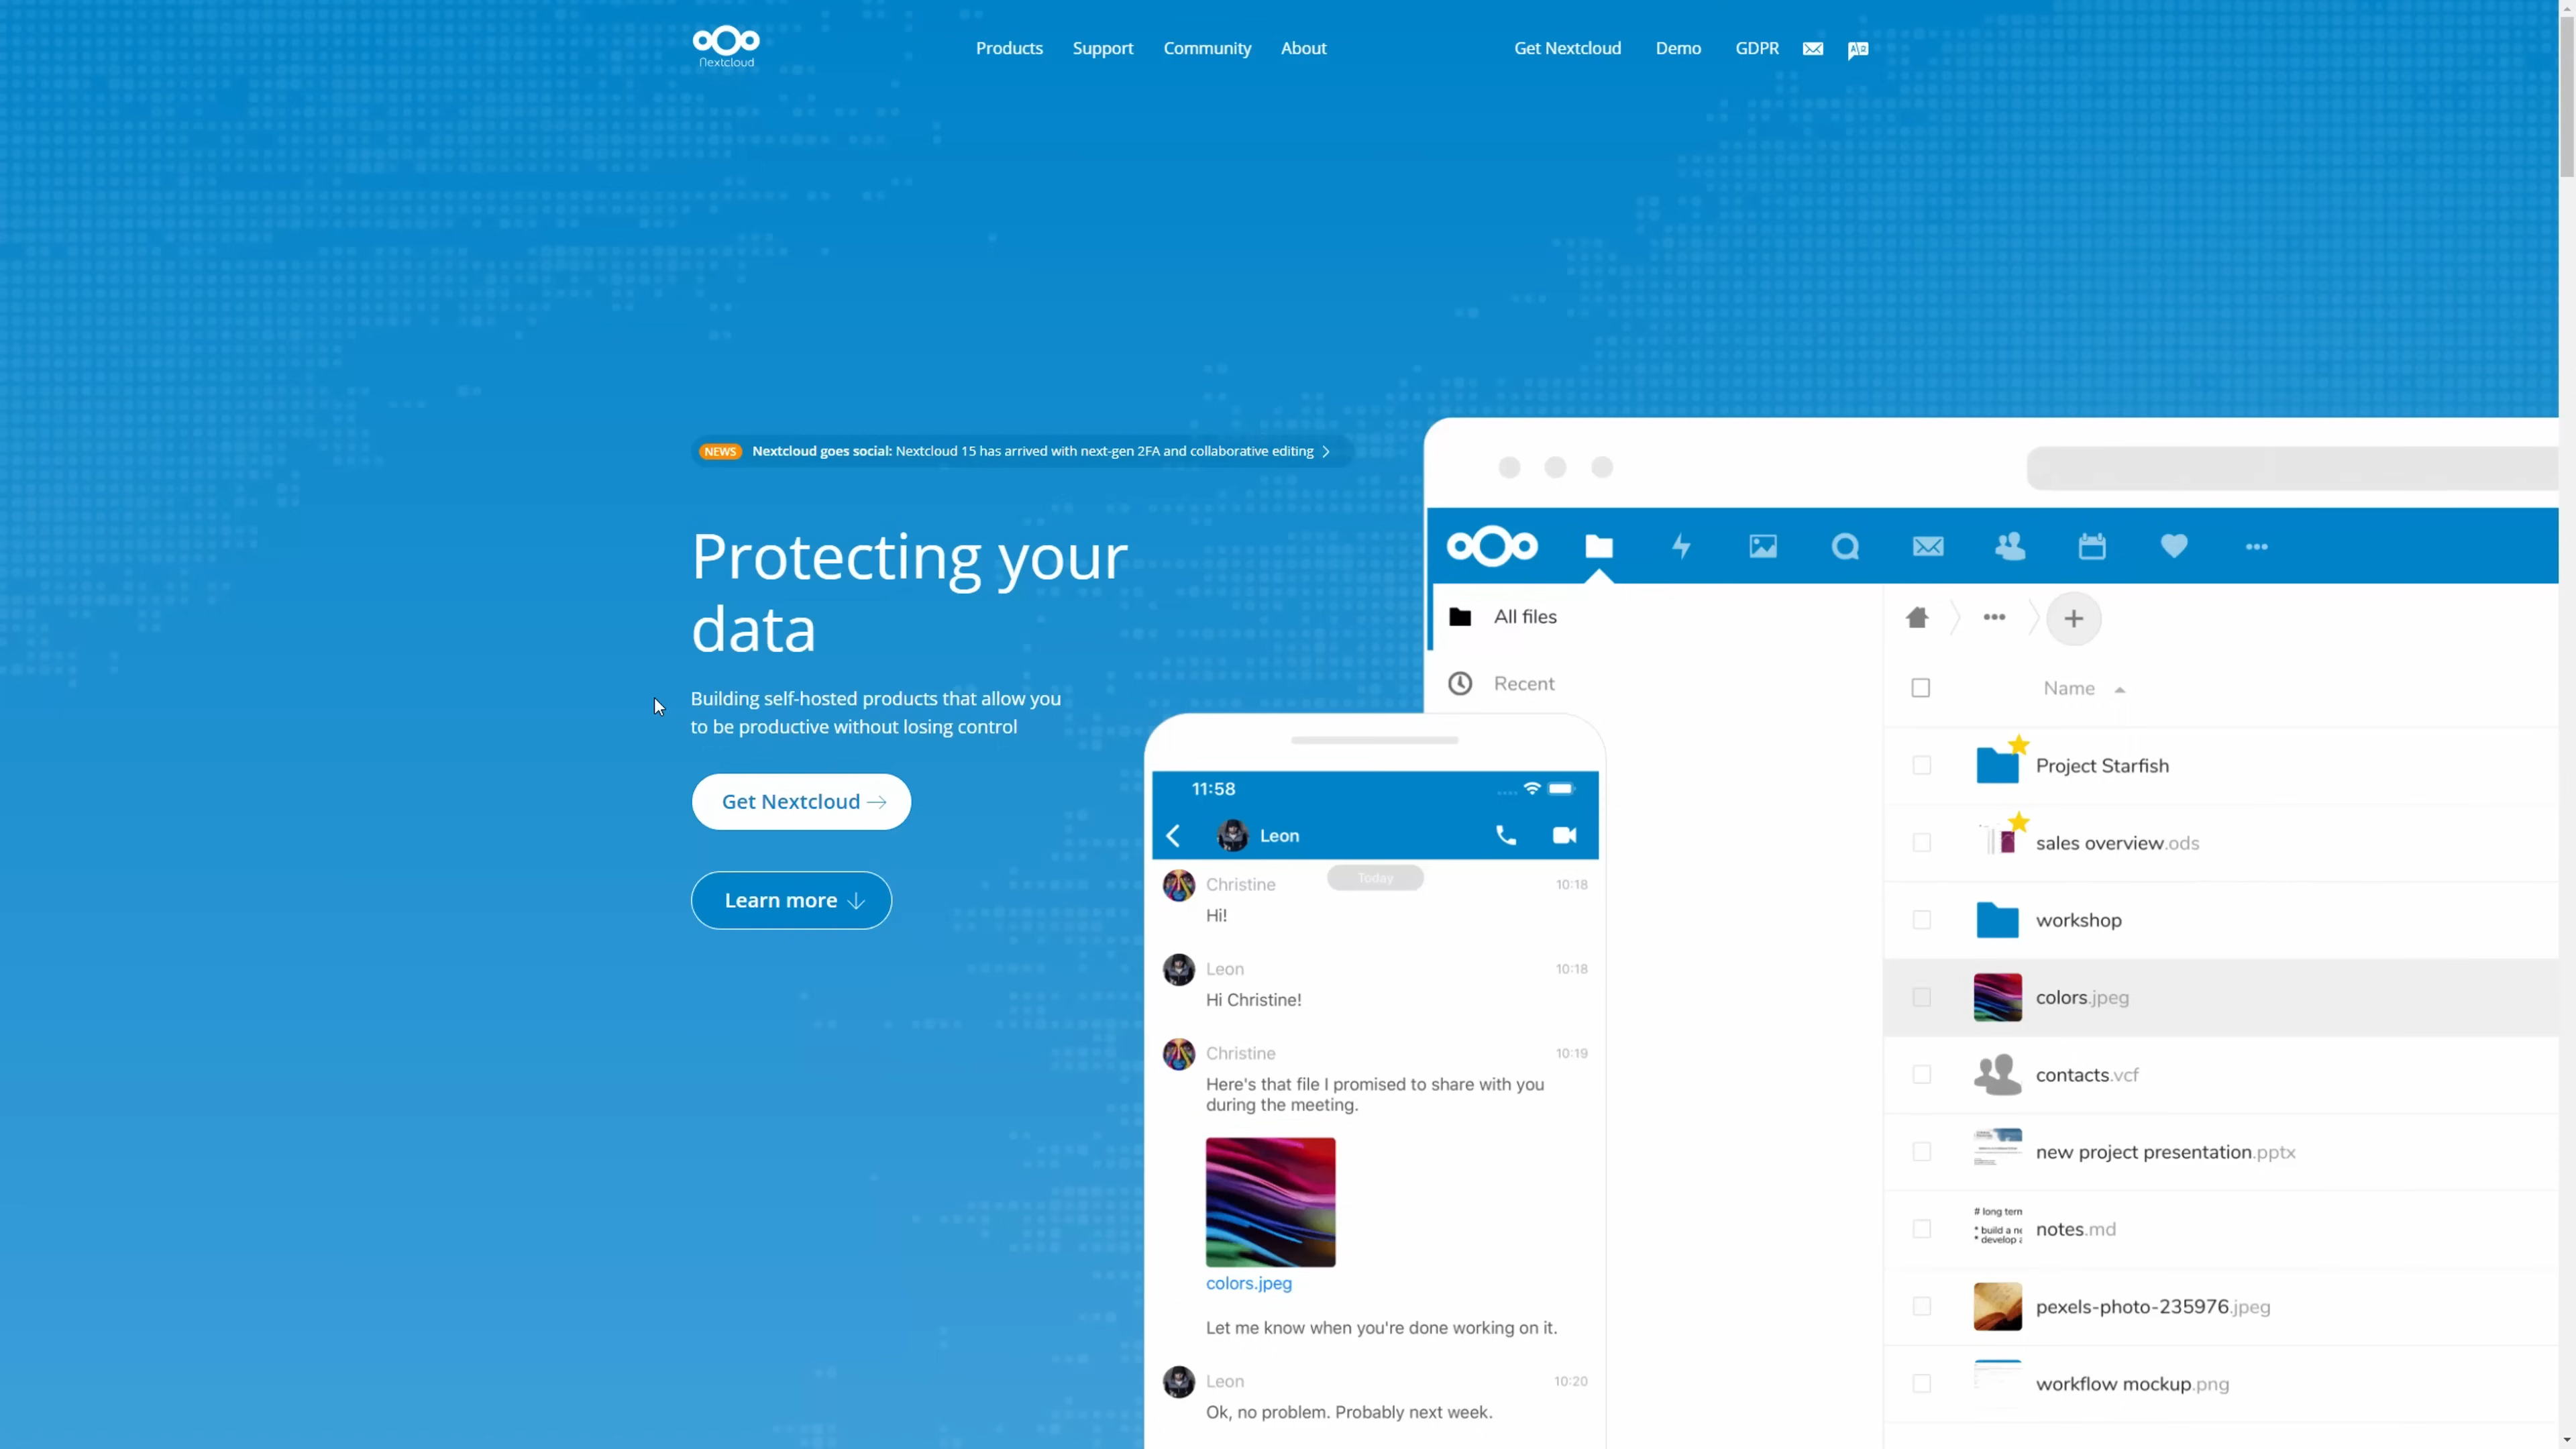 nextcloud
Products Support Community About
Get Nextcloud Demo GDPR
NEWS Nextcloud goes social: Nextcloud 15 has arrived with next-gen 2FA and collaborative editing
Protecting your
data
Building self-hosted products that allow you
to be productive without losing control
Get Nextcloud
Learn more
All files
Recent
Name
Project Starfish
sales overview.ods
workshop
colors.jpeg
contacts.vcf
new project presentation.pptx
# long term
* build a
* develop
notes.md
pexels-photo-235976.jpeg
workflow mockup.png
11:58
Leon
Today
Christine 10:18
Hi!
Leon 10:18
Hi Christine!
Christine 10:19
Here's that file I promised to share with you
during the meeting.
colors.jpeg
Let me know when you're done working on it.
Leon 10:20
Ok, no problem. Probably next week.